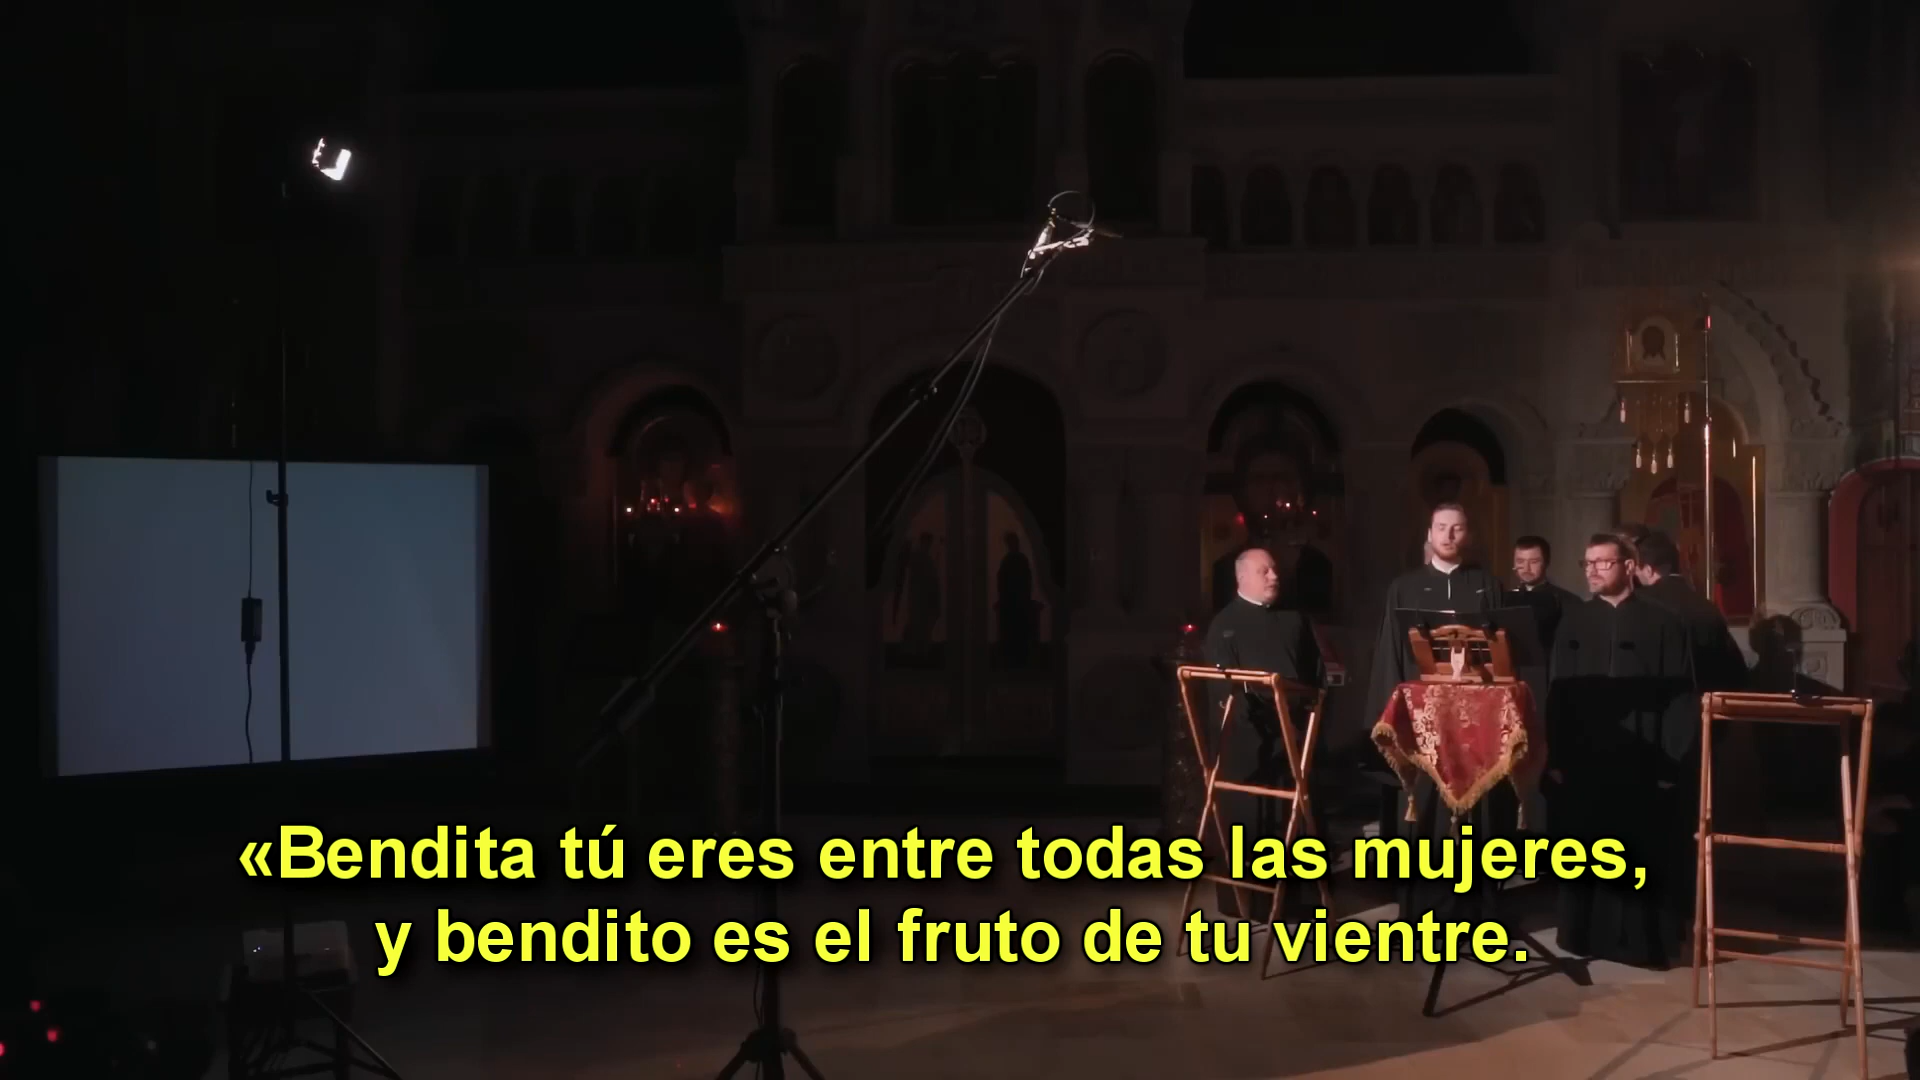 «Bendita tú eres entre todas las mujeres,
y bendito es el fruto de tu vientre.